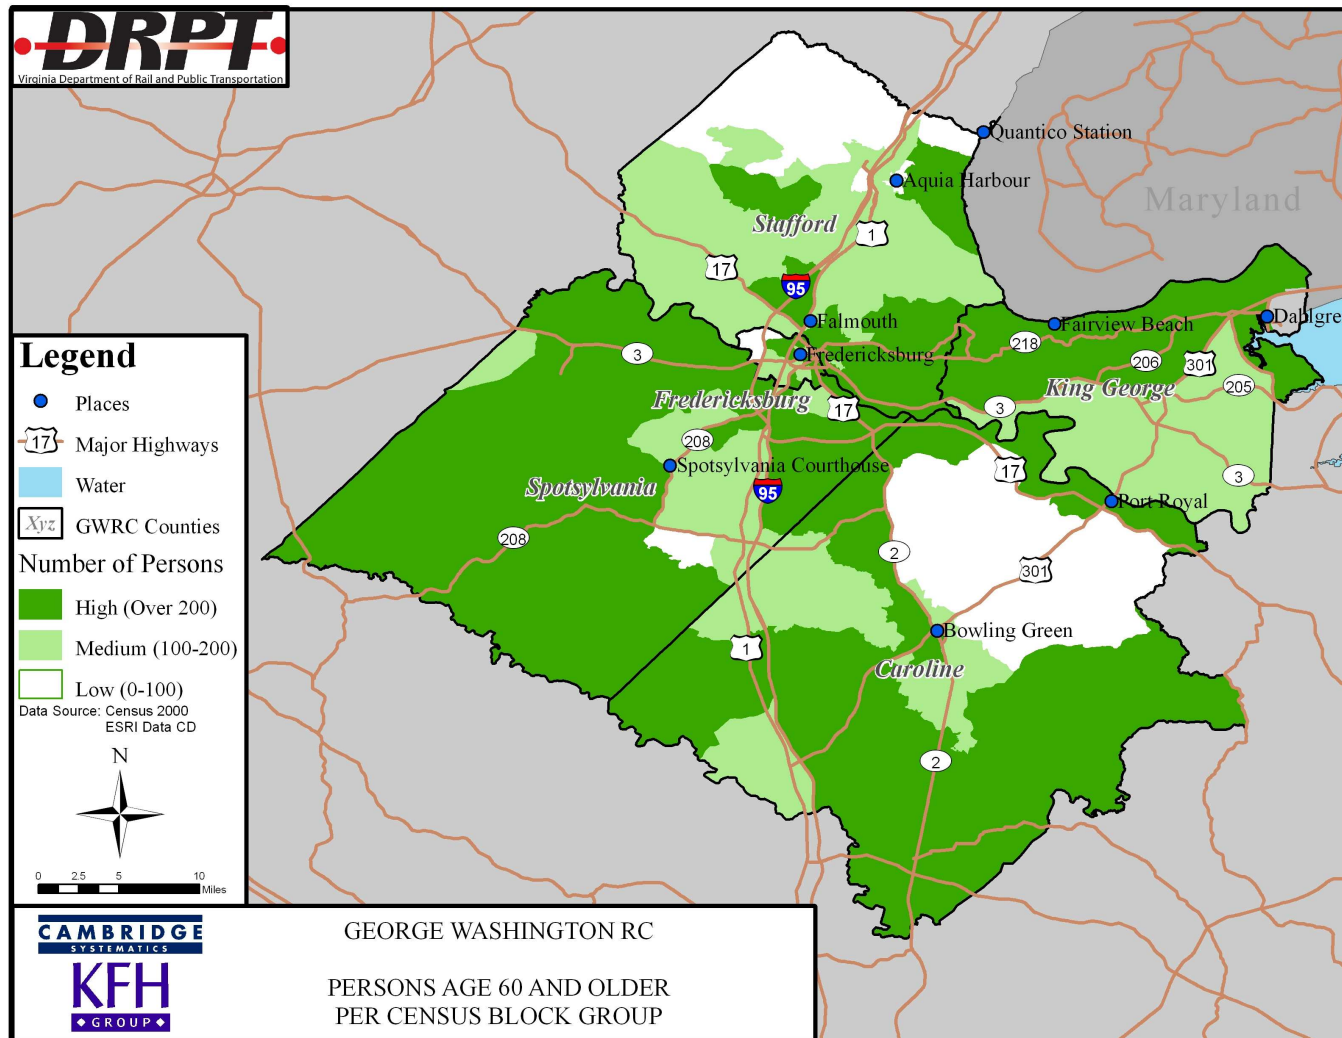 DRPT
Virginia Department of Rail and Public Transportation
Quantico Station
Aquia Harbour
Maryland
Stafford
1
17
95
Falmouth
Fairview Beach
Dahlgre
218
3
Fredericksburg
206
301
205
King George
Fredericksburg
17
3
208
Spotsylvania Courthouse
17
3
Spotsylvania
95
Port Royal
208
2
301
Bowling Green
1
Caroline
2
Legend
Places
17 Major Highways
Water
Xyz GWRC Counties
Number of Persons
High (Over 200)
Medium (100-200)
Low (0-100)
Data Source: Census 2000
ESRI Data CD
N
0 2.5 5 10
Miles
CAMBRIDGE
SYSTEMATICS
KFH
GROUP
GEORGE WASHINGTON RC
PERSONS AGE 60 AND OLDER
PER CENSUS BLOCK GROUP